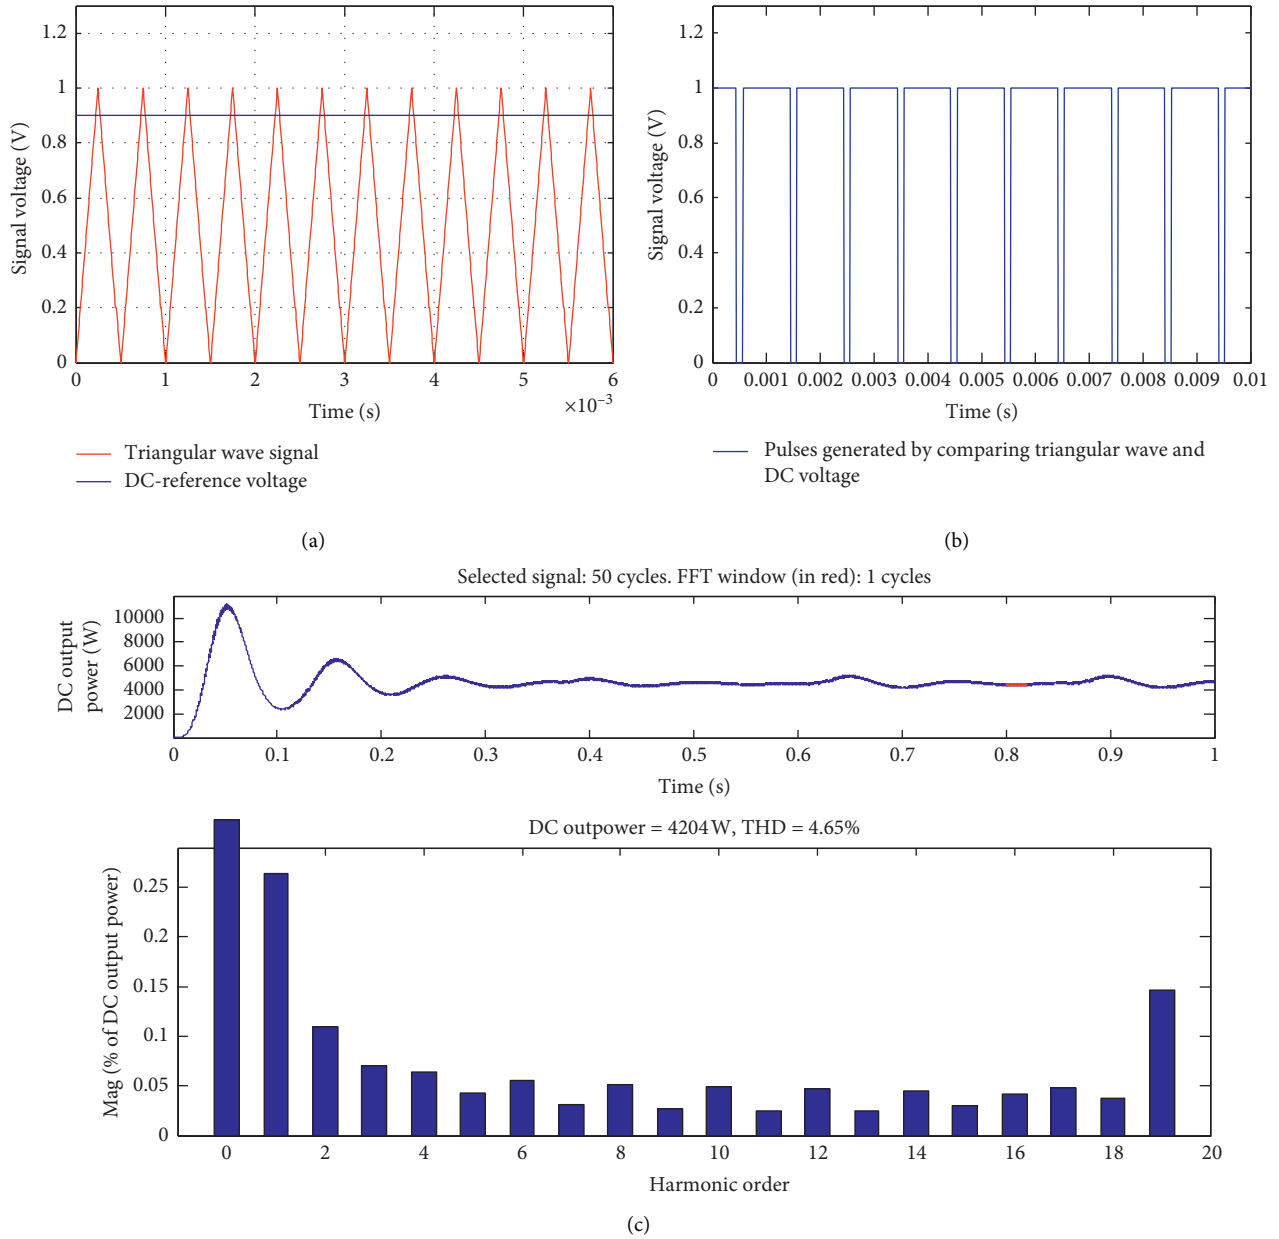 1.2
1
0.8
0.6
0.4
0.2
0
Signal voltage (V)
0 1 2 3 4 5 6
×10−3
Time (s)
Triangular wave signal
DC-reference voltage
(a)
1.2
1
0.8
0.6
0.4
0.2
0
Signal voltage (V)
0 0.001 0.002 0.003 0.004 0.005 0.006 0.007 0.008 0.009 0.01
Time (s)
Pulses generated by comparing triangular wave and
DC voltage
(b)
Selected signal: 50 cycles. FFT window (in red): 1 cycles
10000
8000
6000
4000
2000
DC output
power (W)
0 0.1 0.2 0.3 0.4 0.5 0.6 0.7 0.8 0.9 1
Time (s)
DC outpower = 4204 W, THD = 4.65%
0.25
0.2
0.15
0.1
0.05
0
Mag (% of DC output power)
0 2 4 6 8 10 12 14 16 18 20
Harmonic order
(c)